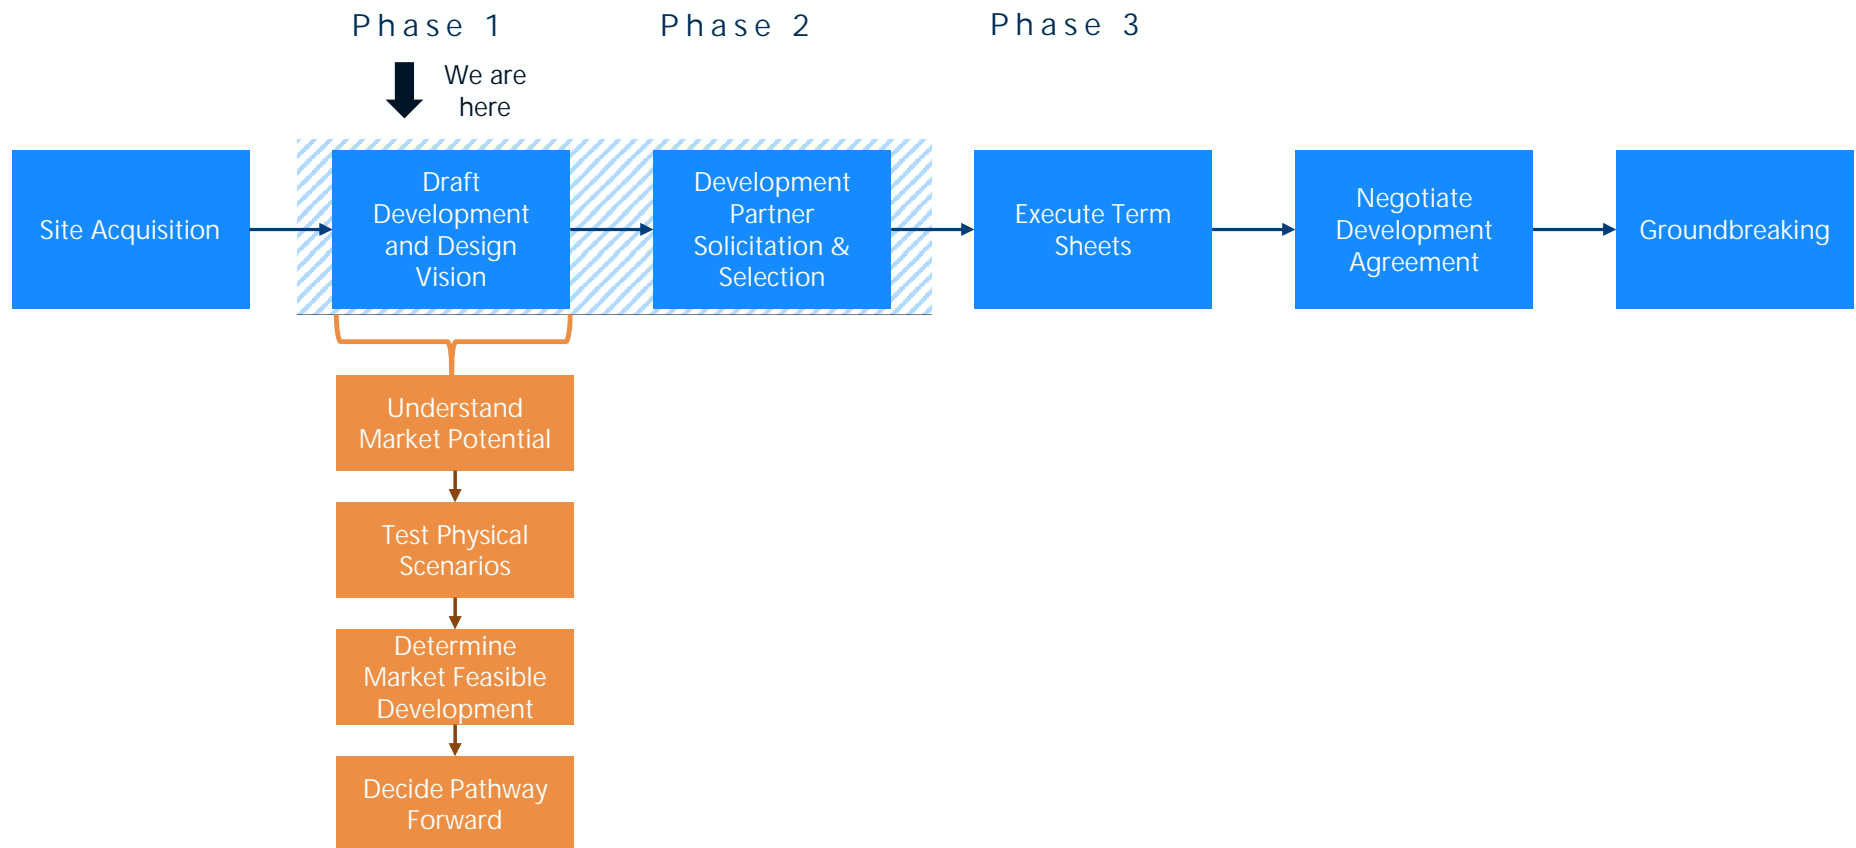 Phase 1
Phase 2
Phase 3
We are
here
Site Acquisition
Draft
Development
and Design
Vision
Development
Partner
Solicitation &
Selection
Execute Term
Sheets
Negotiate
Development
Agreement
Groundbreaking
Understand
Market Potential
Test Physical
Scenarios
Determine
Market Feasible
Development
Decide Pathway
Forward